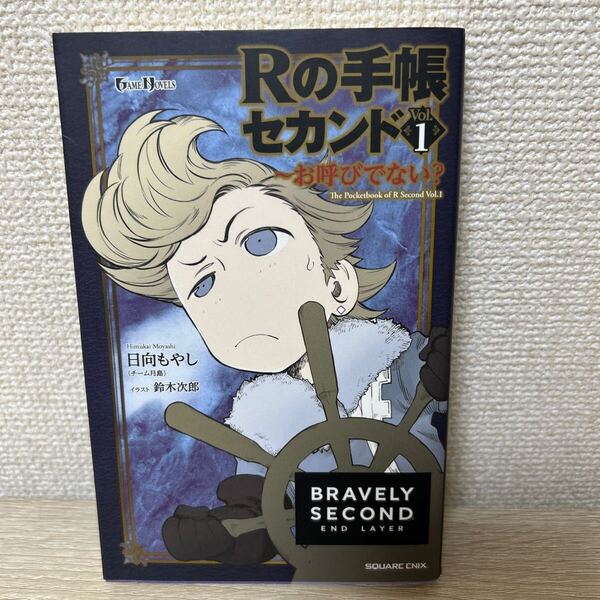 GAME NOVELS
Rの手帳
セカンド Vol. 1
～お呼びでない?
The Pocketbook of R Second Vol.1
Himukai Moyashi
日向もやし
(チーム月島)
イラスト 鈴木次郎
BRAVELY
SECOND
END LAYER
SQUARE ENIX.